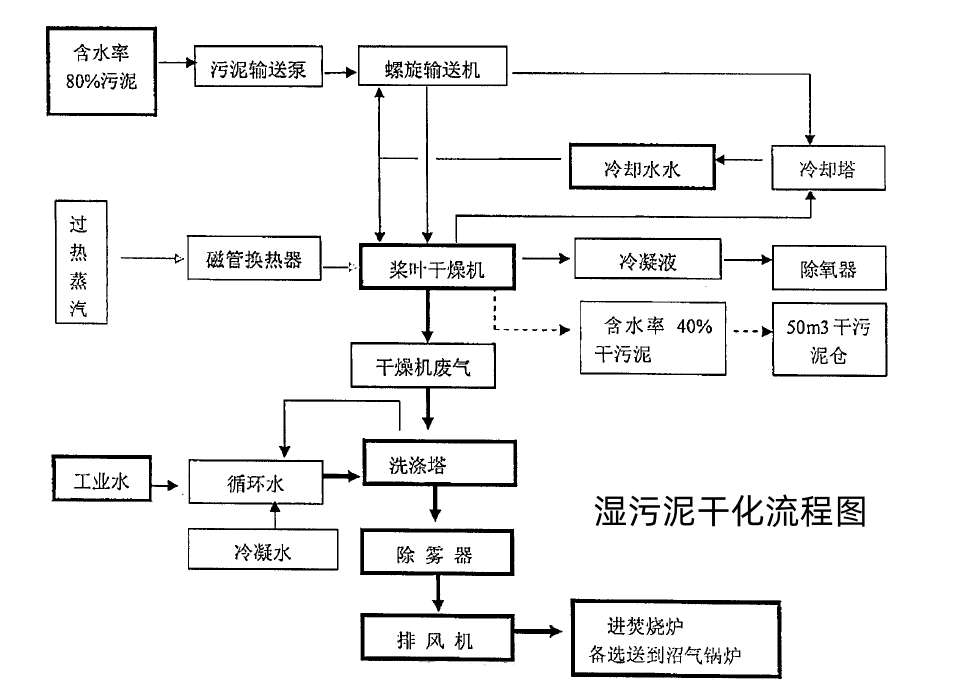 含水率
80%污泥
污泥输送泵
螺旋输送机
冷却水水
冷却塔
过
热
蒸
汽
磁管换热器
桨叶干燥机
冷凝液
除氧器
含水率 40%
干污泥
50m3干污
泥仓
干燥机废气
工业水
循环水
洗涤塔
湿污泥干化流程图
冷凝水
除雾器
排风机
进焚烧炉
备选送到沼气锅炉